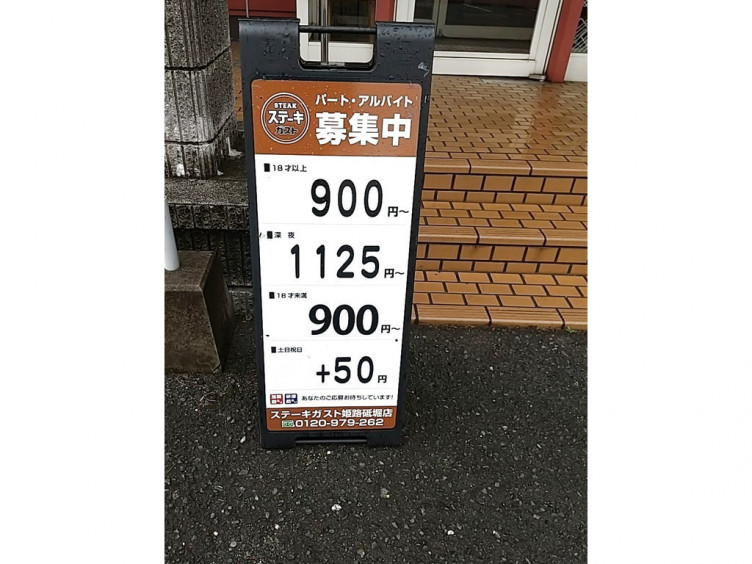 STEAK
ステーキ
ガスト
パート・アルバイト
募集中
■18才以上
900円～
■深 夜
1125円～
■18才未満
900円～
■土日祝日
+50円
あなたのご応募お待ちしています!
ステーキガスト姫路砥堀店
0120-979-262